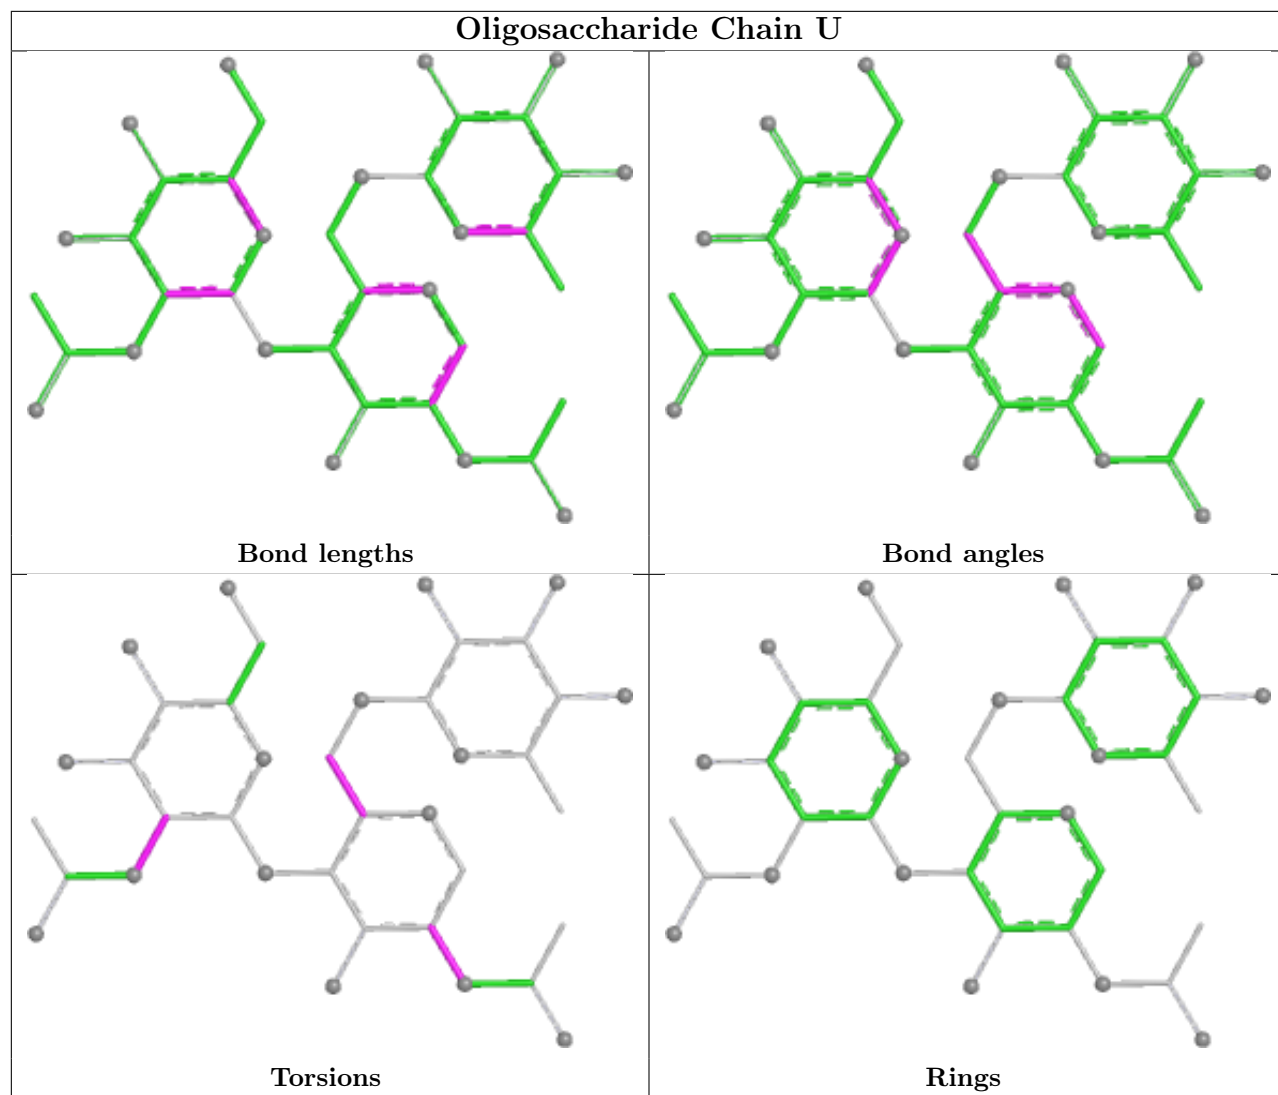 Oligosaccharide Chain U
Bond lengths
Bond angles
Torsions
Rings